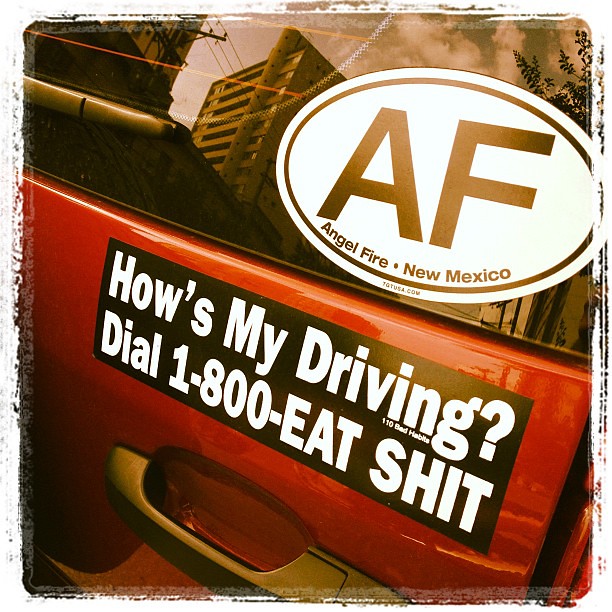 AF
Angel Fire • New Mexico
TGTUSA.COM
How's My Driving?
110 Bad Habits
Dial 1-800-EAT SHIT